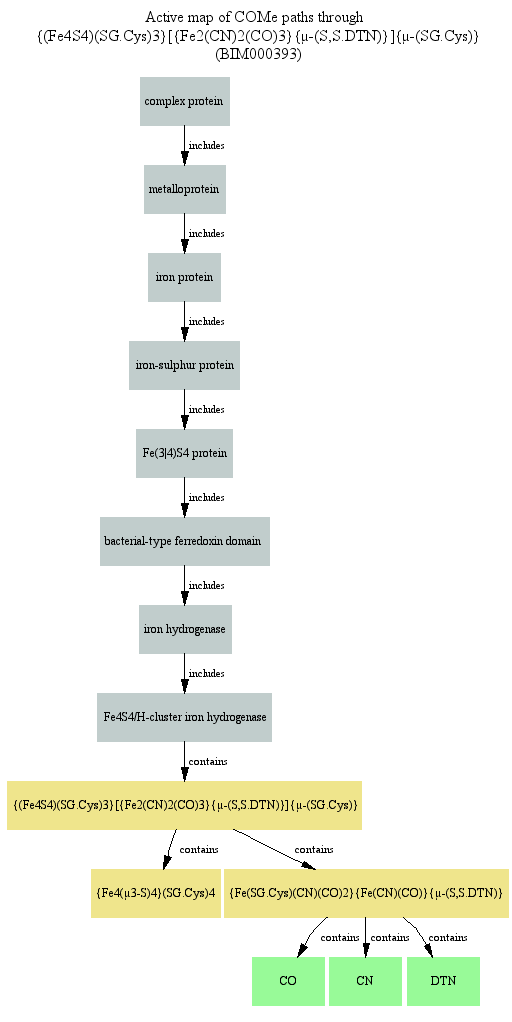 Active map of COMe paths through
{(Fe4S4)(SG.Cys)3}[{Fe2(CN)2(CO)3}{μ-(S,S.DTN)}]{μ-(SG.Cys)}
(BIM000393)
complex protein
includes
metalloprotein
includes
iron protein
includes
iron-sulphur protein
includes
Fe(3|4)S4 protein
includes
bacterial-type ferredoxin domain
includes
iron hydrogenase
includes
Fe4S4/H-cluster iron hydrogenase
contains
{(Fe4S4)(SG.Cys)3}[{Fe2(CN)2(CO)3}{μ-(S,S.DTN)}]{μ-(SG.Cys)}
contains contains
{Fe4(μ3-S)4}(SG.Cys)4 {Fe(SG.Cys)(CN)(CO)2}{Fe(CN)(CO)}{μ-(S,S.DTN)}
contains contains contains
CO CN DTN